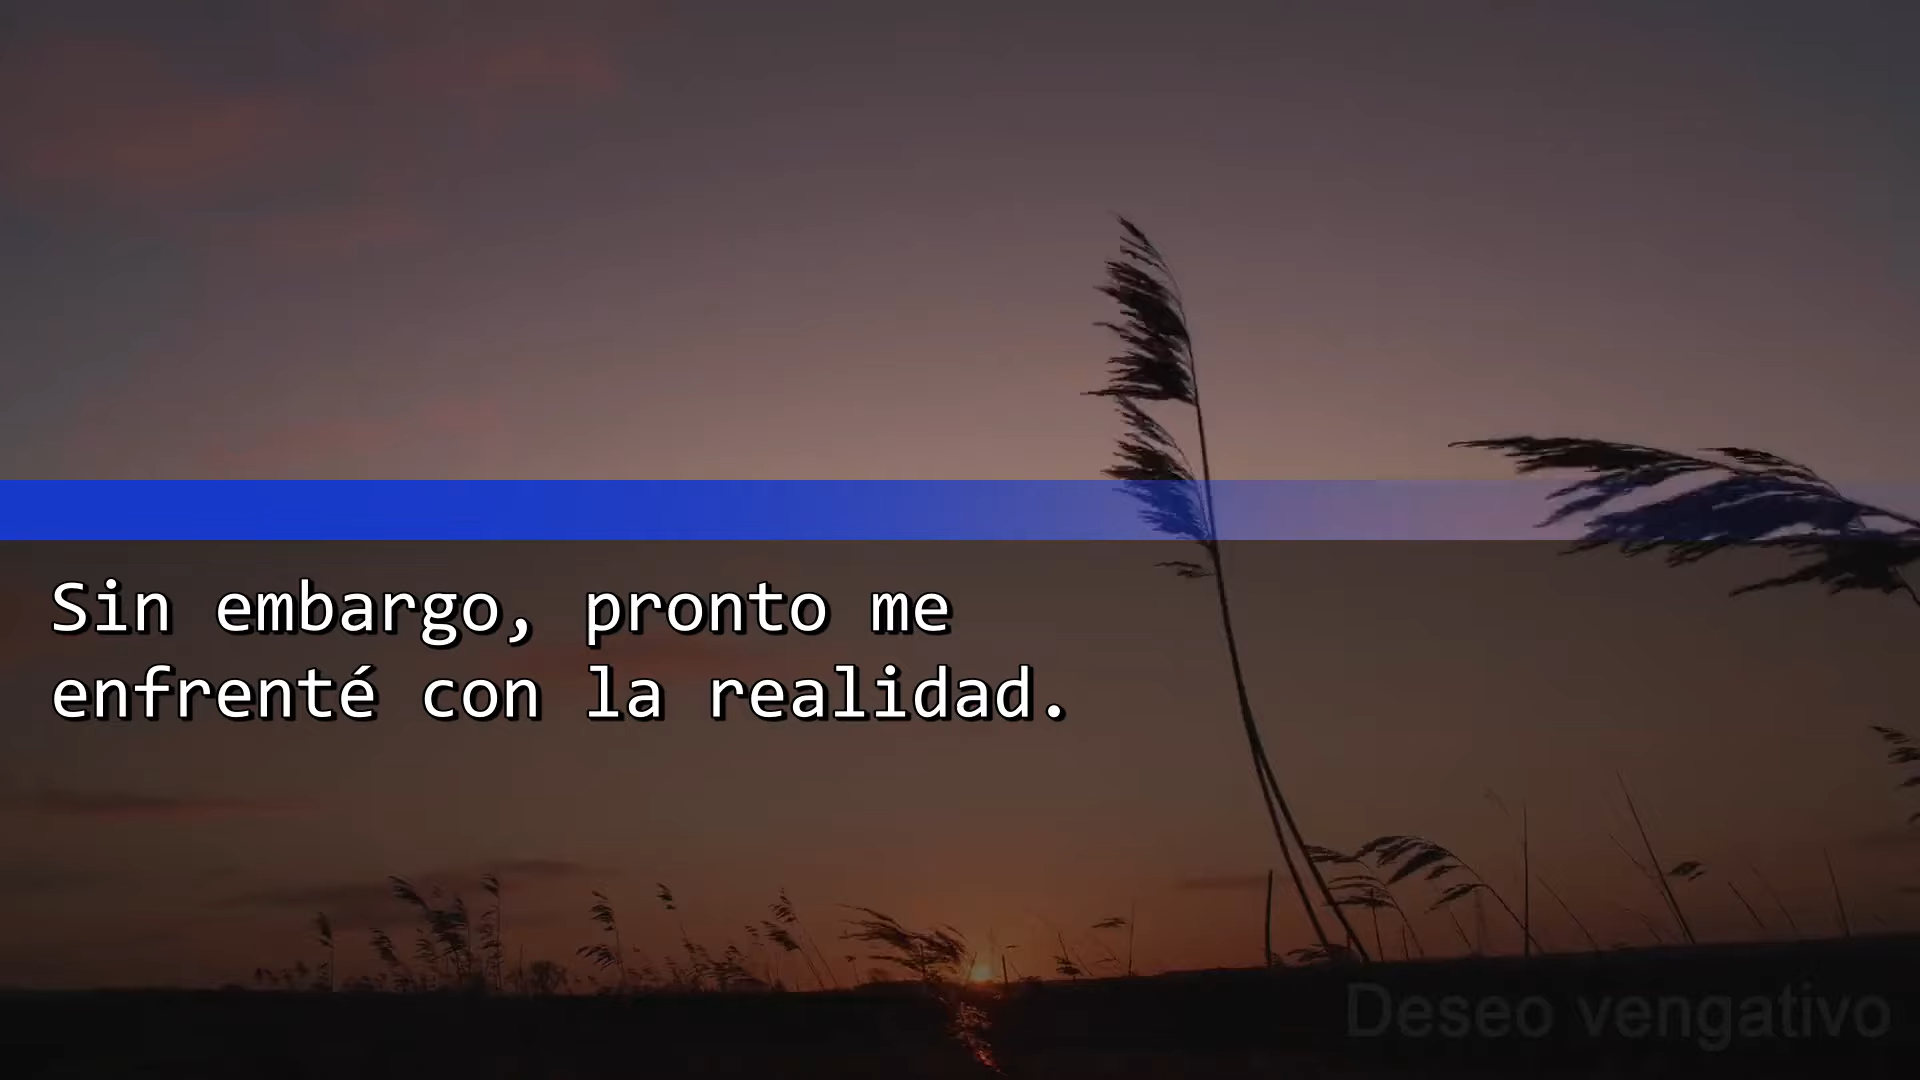 Sin embargo, pronto me
enfrenté con la realidad.
Deseo vengativo